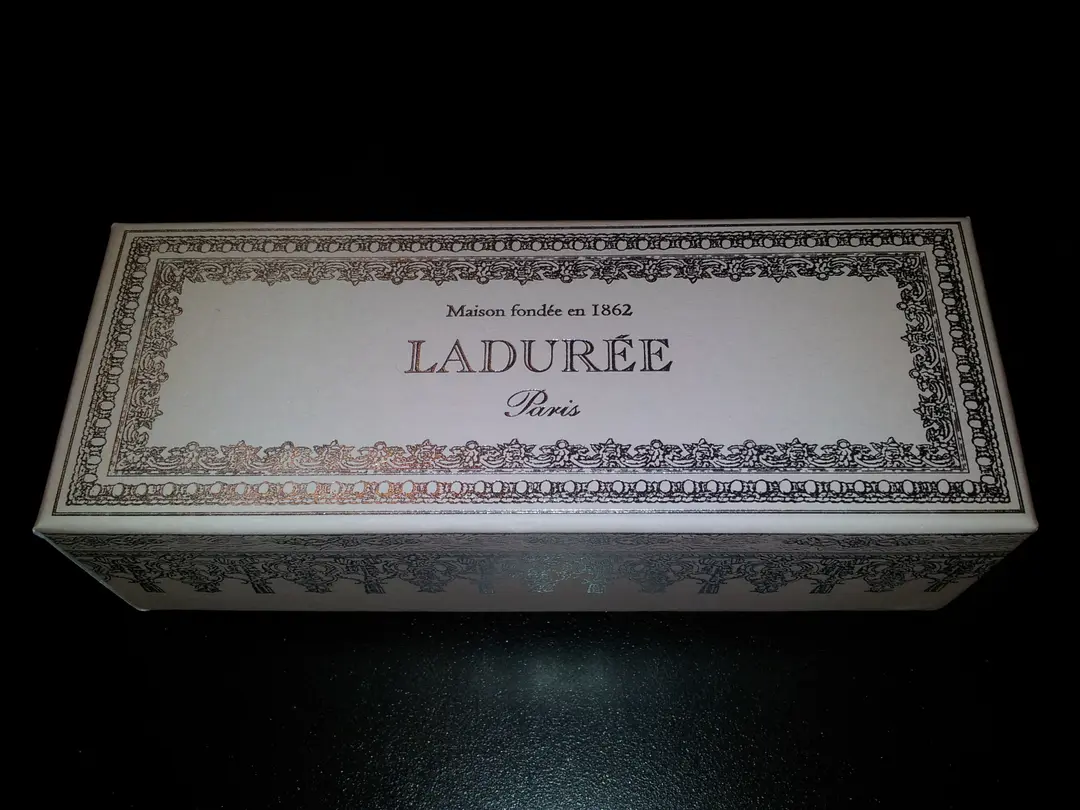 Maison fondée en 1862
LADURÉE
Paris